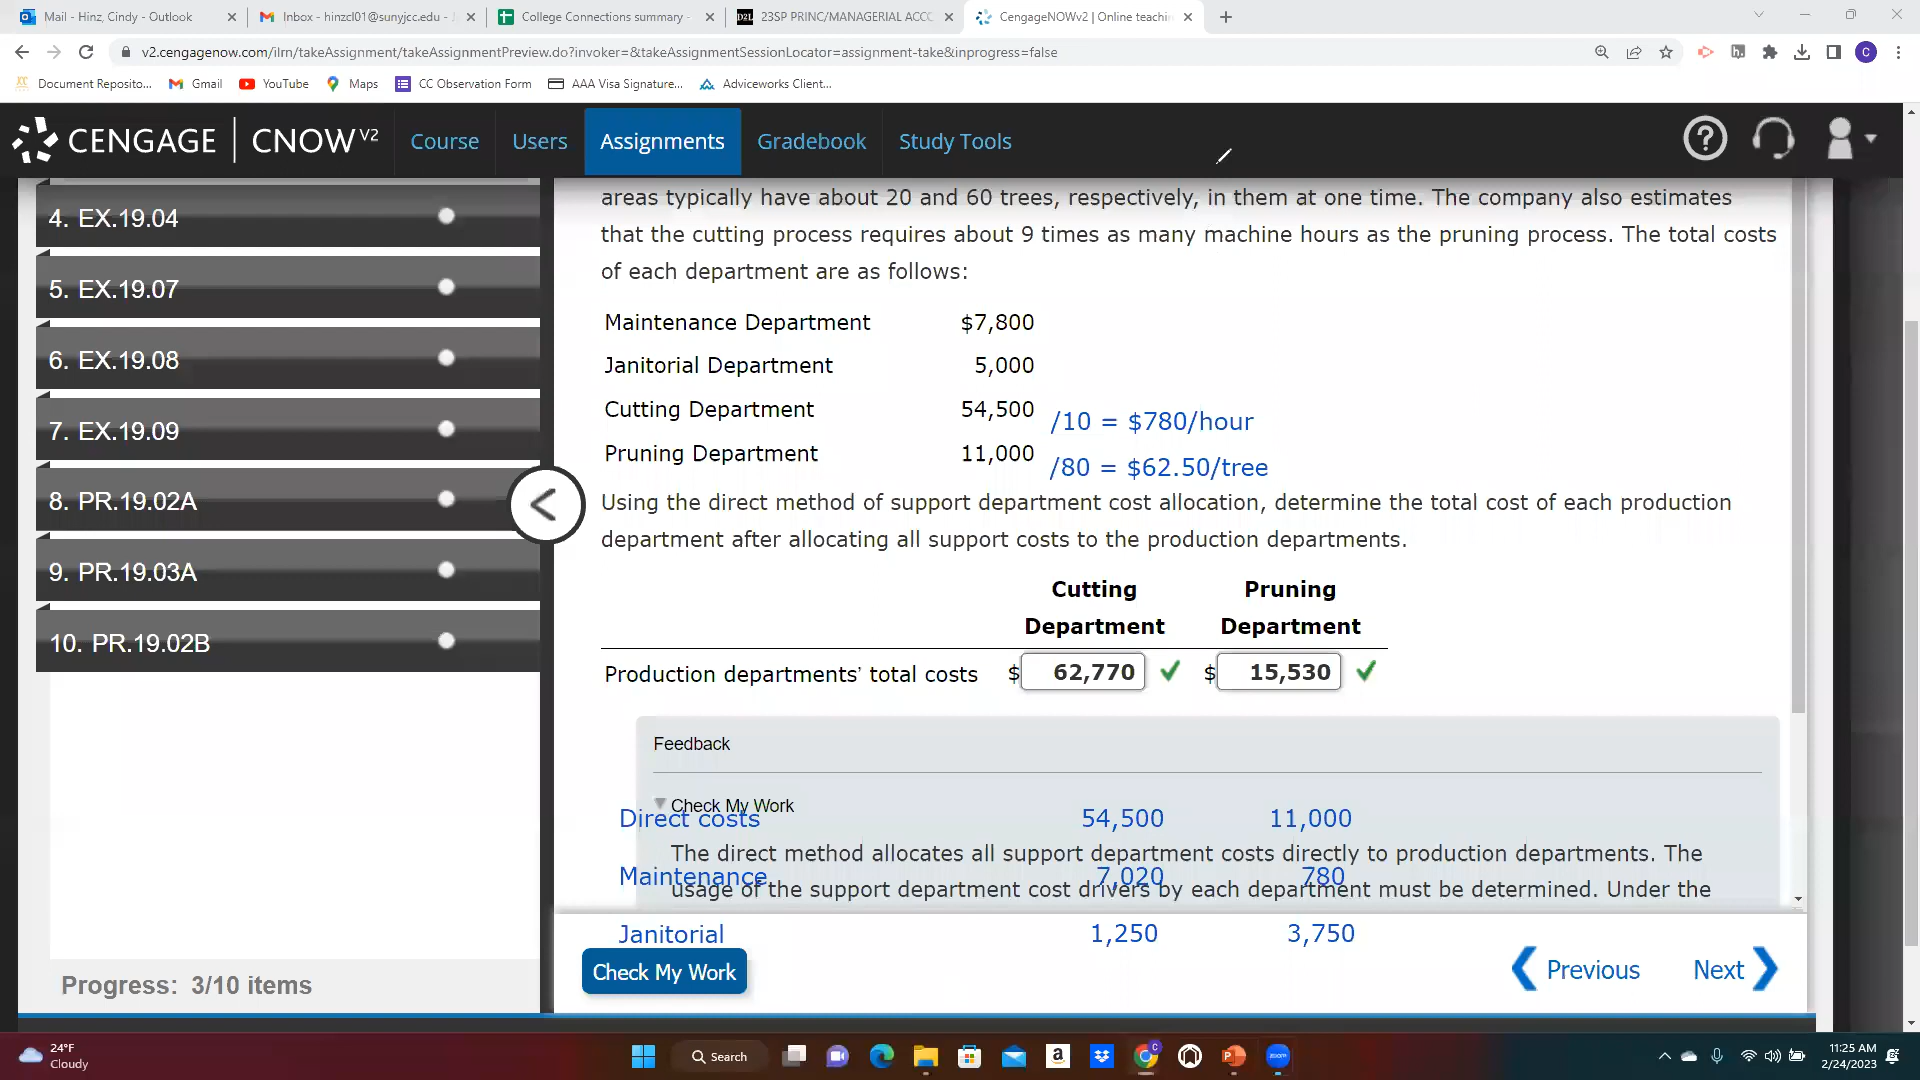 Mail - Hinz, Cindy - Outlook
Inbox - hinzcl01@sunyjcc.edu -
College Connections summary -
D2L 23SP PRINC/MANAGERIAL ACCC
CengageNOWv2 | Online teachin
v2.cengagenow.com/ilrn/takeAssignment/takeAssignmentPreview.do?invoker=&takeAssignmentSessionLocator=assignment-take&inprogress=false
C
Document Reposito...
Gmail
YouTube
Maps
CC Observation Form
AAA Visa Signature...
Adviceworks Client...
CENGAGE | CNOWV2
Course
Users
Assignments
Gradebook
Study Tools
4. EX.19.04
5. EX.19.07
6. EX.19.08
7. EX.19.09
8. PR.19.02A
9. PR.19.03A
10. PR.19.02B
Progress: 3/10 items
areas typically have about 20 and 60 trees, respectively, in them at one time. The company also estimates
that the cutting process requires about 9 times as many machine hours as the pruning process. The total costs
of each department are as follows:
Maintenance Department $7,800
Janitorial Department 5,000
Cutting Department 54,500
/10 = $780/hour
Pruning Department 11,000
/80 = $62.50/tree
Using the direct method of support department cost allocation, determine the total cost of each production
department after allocating all support costs to the production departments.
Cutting Pruning
Department Department
Production departments' total costs $ 62,770 $ 15,530
Feedback
Check My Work
Direct costs 54,500 11,000
The direct method allocates all support department costs directly to production departments. The
Maintenance 7,020 780
usage of the support department cost drivers by each department must be determined. Under the
Janitorial 1,250 3,750
Check My Work
Previous
Next
24°F
Cloudy
Search
zoom
11:25 AM
2/24/2023